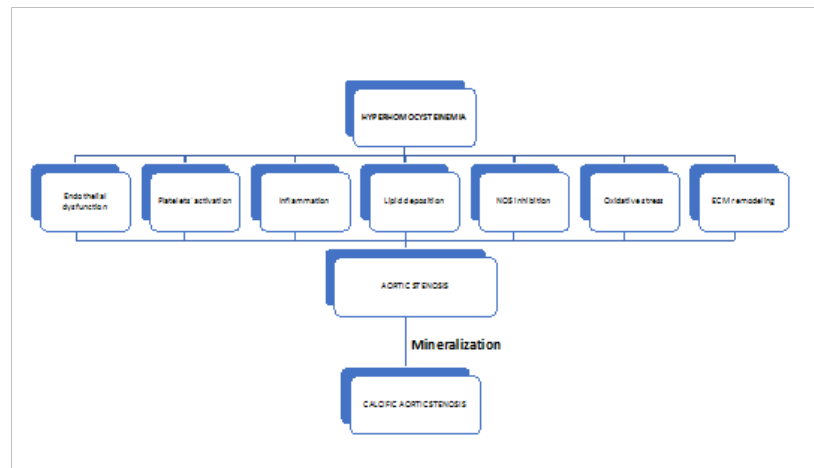 HYPERHOMOCYSTEINEMIA
Endothelial
dysfunction
Platelets' activation
Inflammation
Lipid deposition
NOS inhibition
Oxidative stress
ECM remodeling
AORTIC STENOSIS
Mineralization
CALCIFIC AORTIC STENOSIS